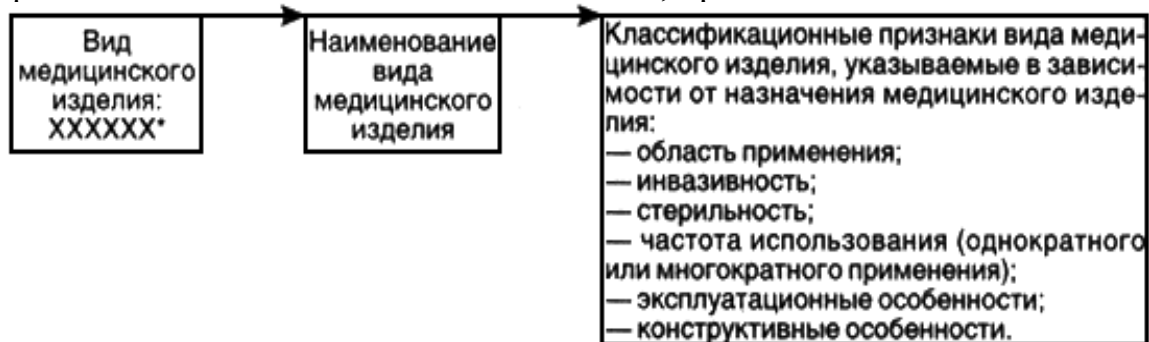 Вид
медицинского
изделия:
XXXXXX*
Наименование
вида
медицинского
изделия
Классификационные признаки вида меди-
цинского изделия, указываемые в зависи-
мости от назначения медицинского изде-
лия:
— область применения;
— инвазивность;
— стерильность;
— частота использования (однократного
или многократного применения);
— эксплуатационные особенности;
— конструктивные особенности.